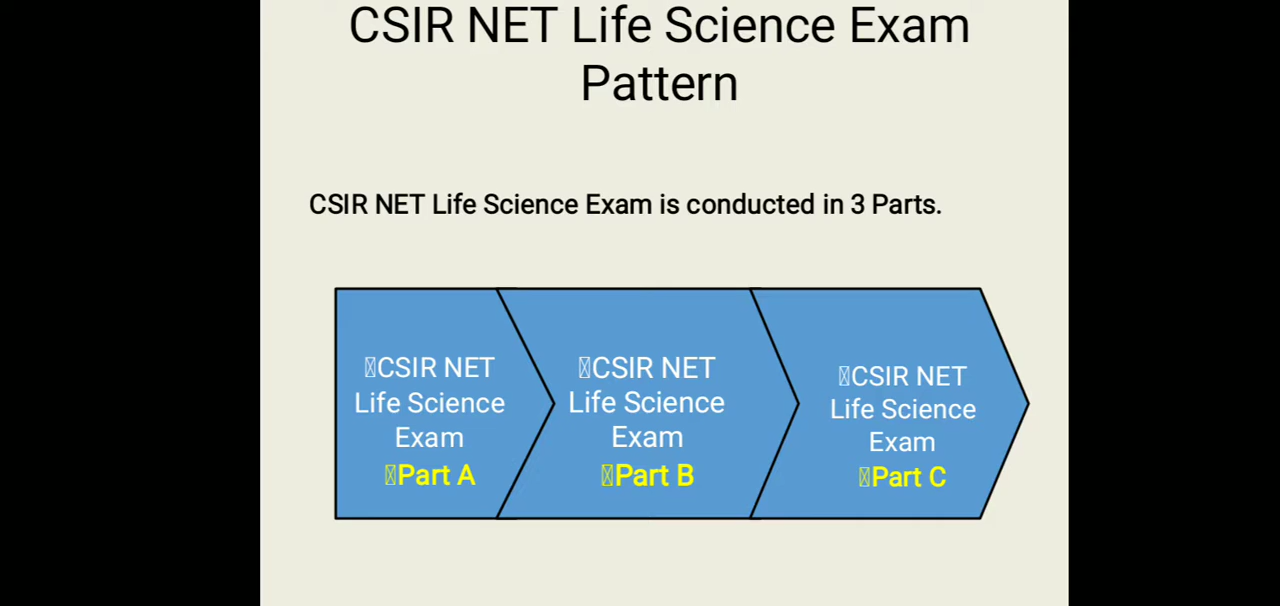 CSIR NET Life Science Exam
Pattern
CSIR NET Life Science Exam is conducted in 3 Parts.
CSIR NET
Life Science
Exam
Part A
CSIR NET
Life Science
Exam
Part B
CSIR NET
Life Science
Exam
Part C